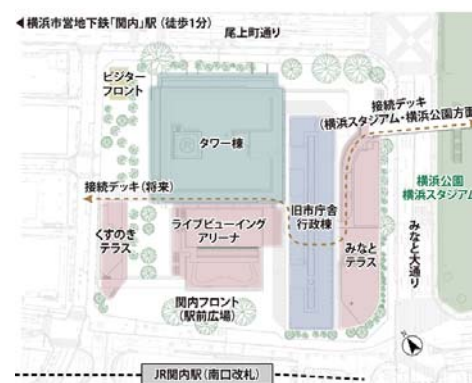 ◀横浜市営地下鉄「関内」駅（徒歩1分）
尾上町通り
ビジター
フロント
タワー棟
接続デッキ
（横浜スタジアム・横浜公園方面）
接続デッキ（将来）
旧市庁舎
行政棟
横浜公園
横浜スタジアム
くすのき
テラス
ライブビューイング
アリーナ
みなと
テラス
みなと大通り
関内フロント
（駅前広場）
JR関内駅（南口改札）